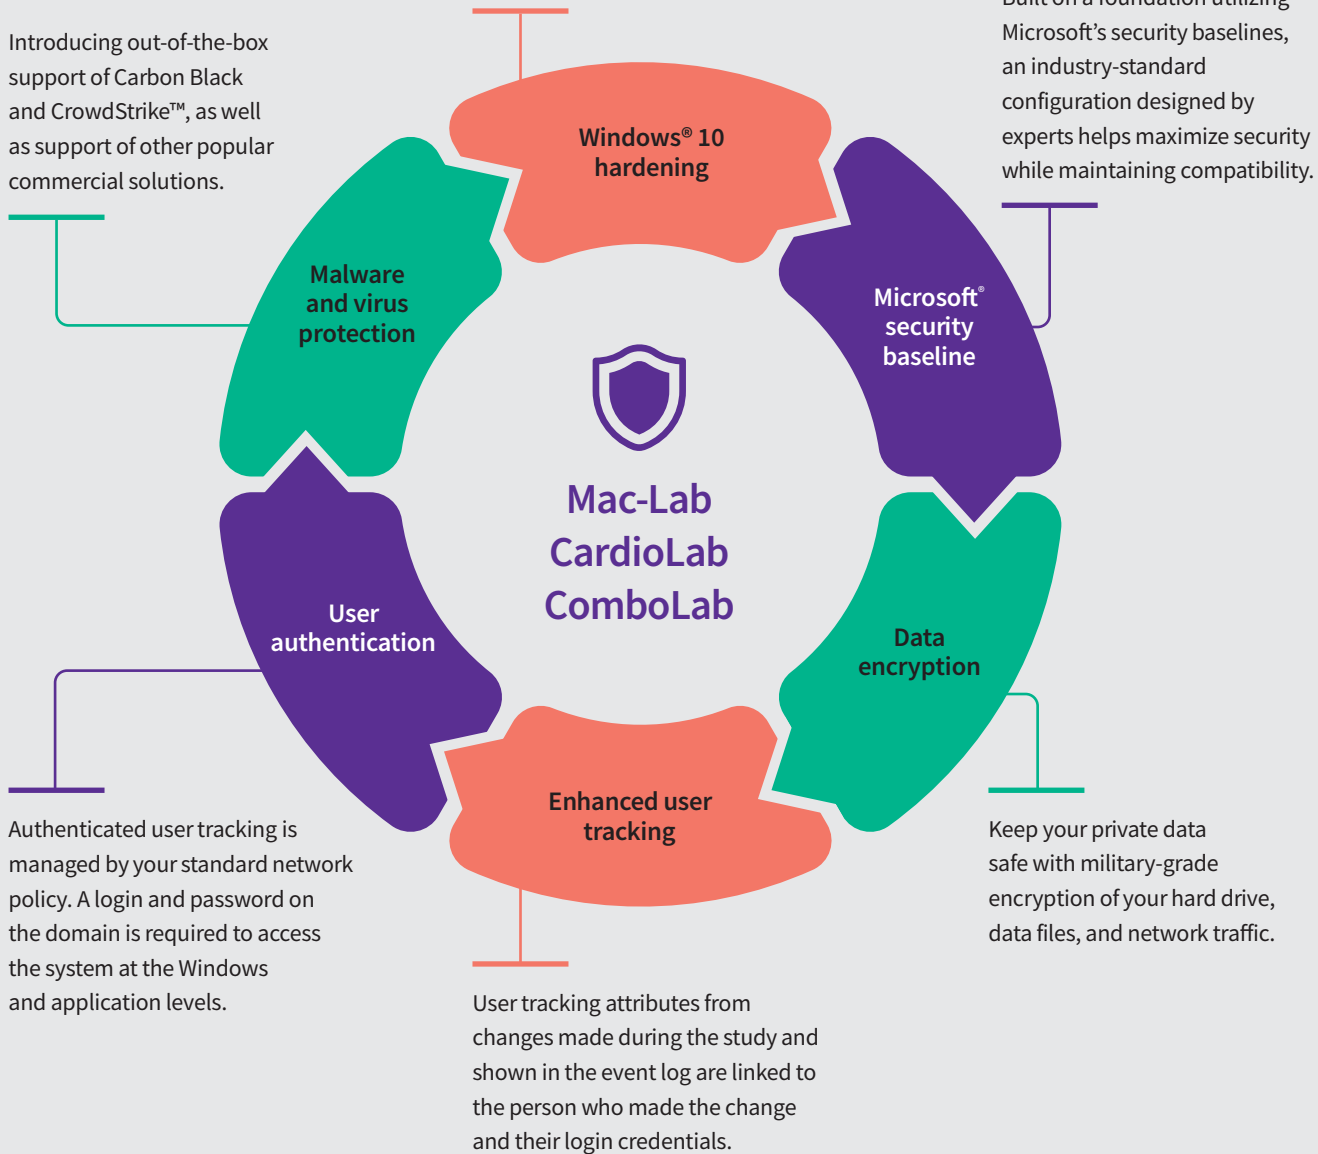 Introducing out-of-the-box
support of Carbon Black
and CrowdStrike™, as well
as support of other popular
commercial solutions.
Built on a foundation utilizing
Microsoft’s security baselines,
an industry-standard
configuration designed by
experts helps maximize security
while maintaining compatibility.
Windows® 10
hardening
Malware
and virus
protection
Microsoft®
security
baseline
Mac-Lab
CardioLab
ComboLab
User
authentication
Data
encryption
Enhanced user
tracking
Authenticated user tracking is
managed by your standard network
policy. A login and password on
the domain is required to access
the system at the Windows
and application levels.
Keep your private data
safe with military-grade
encryption of your hard drive,
data files, and network traffic.
User tracking attributes from
changes made during the study and
shown in the event log are linked to
the person who made the change
and their login credentials.